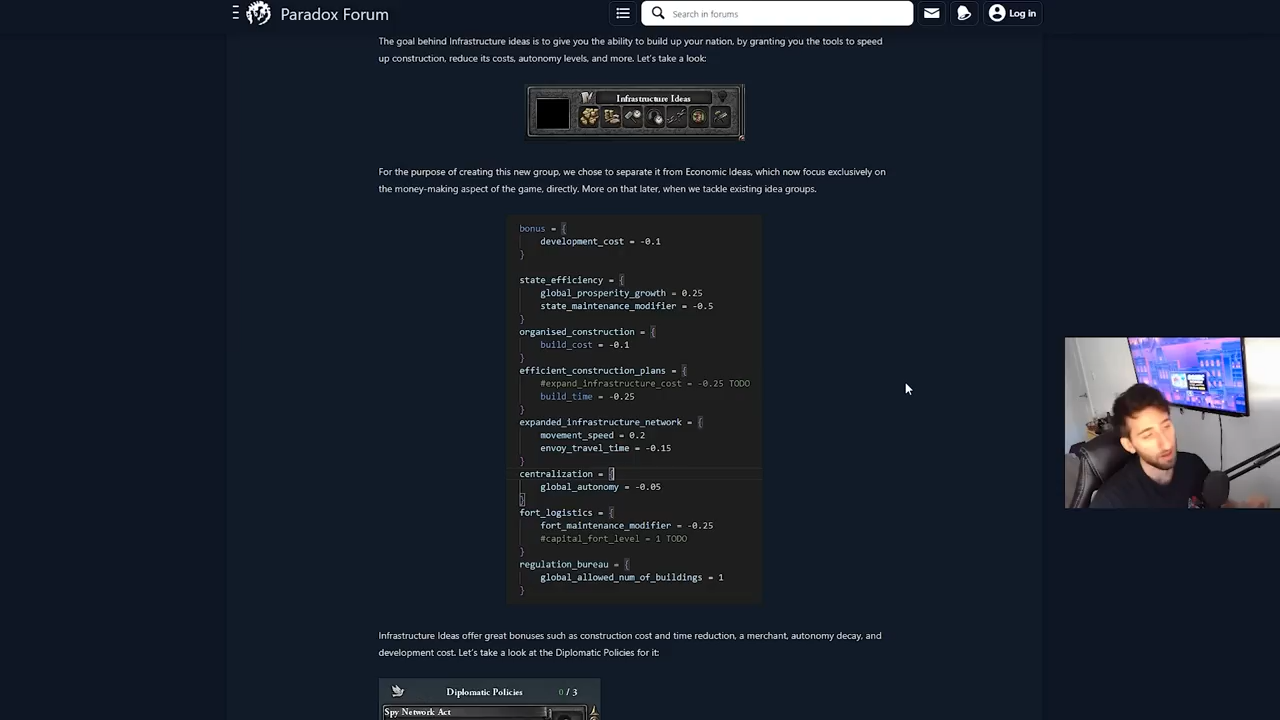 Paradox Forum
Search in forums
Log in
The goal behind Infrastructure ideas is to give you the ability to build up your nation, by granting you the tools to speed
up construction, reduce its costs, autonomy levels, and more. Let's take a look:
Infrastructure Ideas
For the purpose of creating this new group, we chose to separate it from Economic Ideas, which now focus exclusively on
the money-making aspect of the game, directly. More on that later, when we tackle existing idea groups.
bonus = {
development_cost = -0.1
}
state_efficiency = {
global_prosperity_growth = 0.25
state_maintenance_modifier = -0.5
}
organised_construction = {
build_cost = -0.1
}
efficient_construction_plans = {
#expand_infrastructure_cost = -0.25 TODO
build_time = -0.25
}
expanded_infrastructure_network = {
movement_speed = 0.2
envoy_travel_time = -0.15
}
centralization = {
global_autonomy = -0.05
}
fort_logistics = {
fort_maintenance_modifier = -0.25
#capital_fort_level = 1 TODO
}
regulation_bureau = {
global_allowed_num_of_buildings = 1
}
Infrastructure Ideas offer great bonuses such as construction cost and time reduction, a merchant, autonomy decay, and
development cost. Let's take a look at the Diplomatic Policies for it:
Diplomatic Policies 0 / 3
Spy Network Act